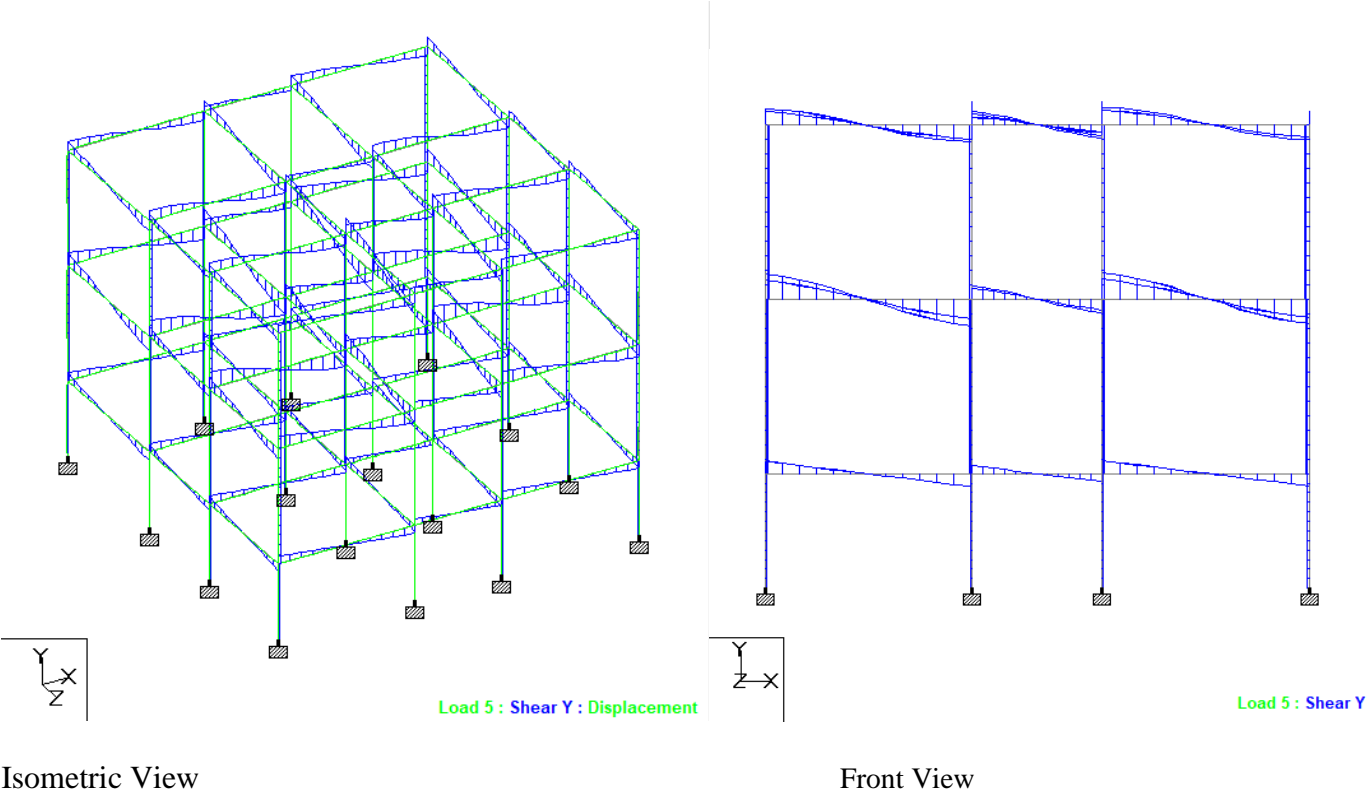 Y
X
Z
Load 5 : Shear Y : Displacement
Y
Z
X
Load 5 : Shear Y
Isometric View
Front View